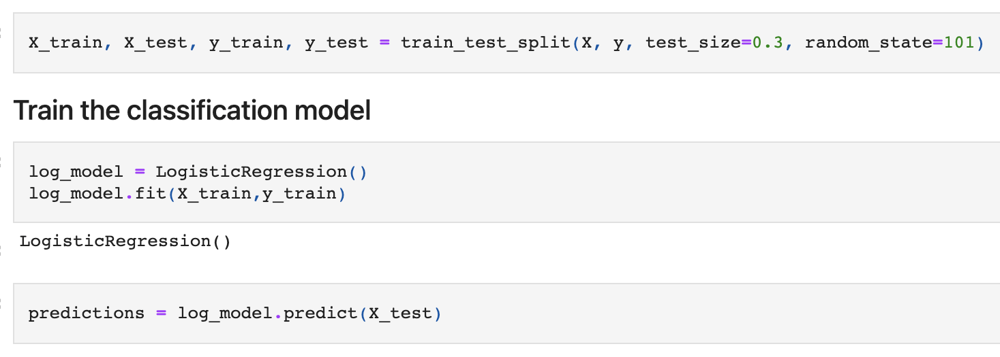 X_train, X_test, y_train, y_test = train_test_split(X, y, test_size=0.3, random_state=101)
Train the classification model
log_model = LogisticRegression()
log_model.fit(X_train,y_train)
LogisticRegression()
predictions = log_model.predict(X_test)